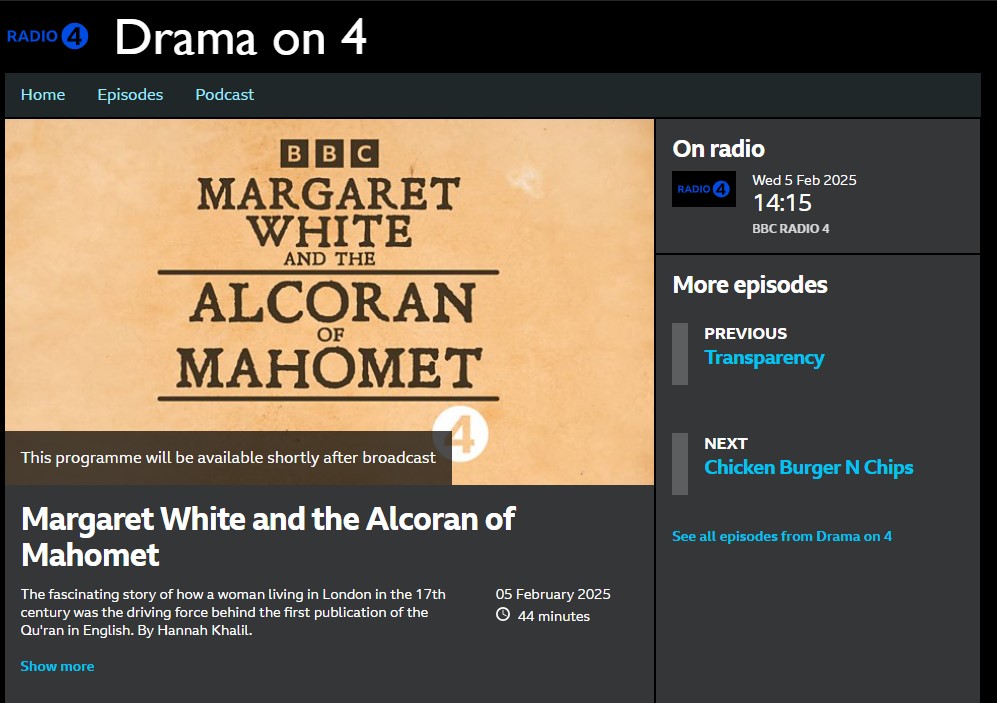 RADIO 4 Drama on 4
Home Episodes Podcast
BBC
MARGARET
WHITE
AND THE
ALCORAN
OF
MAHOMET
4
This programme will be available shortly after broadcast
Margaret White and the Alcoran of
Mahomet
The fascinating story of how a woman living in London in the 17th
century was the driving force behind the first publication of the
Qu'ran in English. By Hannah Khalil.
05 February 2025
44 minutes
Show more
On radio
RADIO 4
Wed 5 Feb 2025
14:15
BBC RADIO 4
More episodes
PREVIOUS
Transparency
NEXT
Chicken Burger N Chips
See all episodes from Drama on 4